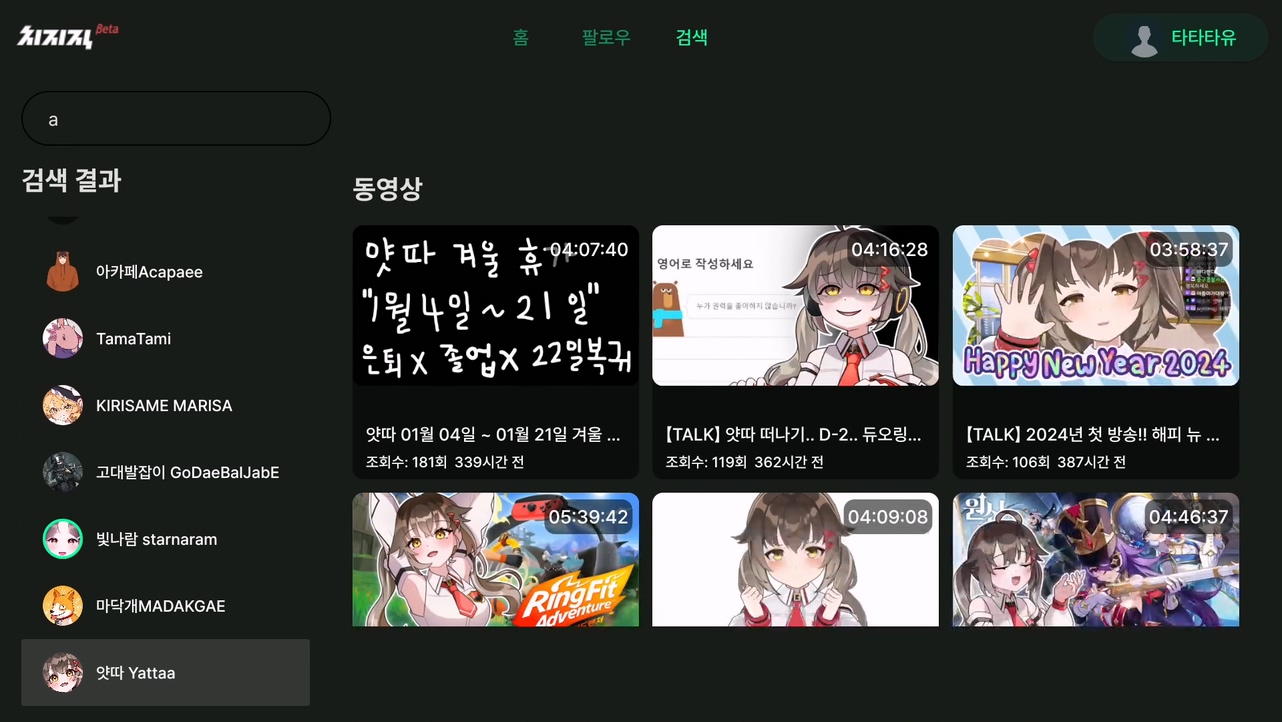 치지직 Beta
홈
팔로우
검색
타타타유
a
검색 결과
아카페Acapaee
TamaTami
KIRISAME MARISA
고대발잡이 GoDaeBalJabE
빛나람 starnaram
마닥개MADAKGAE
얏따 Yattaa
동영상
04:07:40
얏따 겨울 휴가
"1월 4일 ~ 21일"
은퇴 X 졸업 X 22일복귀
얏따 01월 04일 ~ 01월 21일 겨울 ...
조회수: 181회 339시간 전
04:16:28
영어로 작성하세요
누가 권력을 좋아하지 않습니까?
【TALK】 얏따 떠나기.. D-2.. 듀오링...
조회수: 119회 362시간 전
03:58:37
Happy New Year 2024
【TALK】 2024년 첫 방송!! 해피 뉴 ...
조회수: 106회 387시간 전
05:39:42
RingFit
Adventure
04:09:08
04:46:37
원신